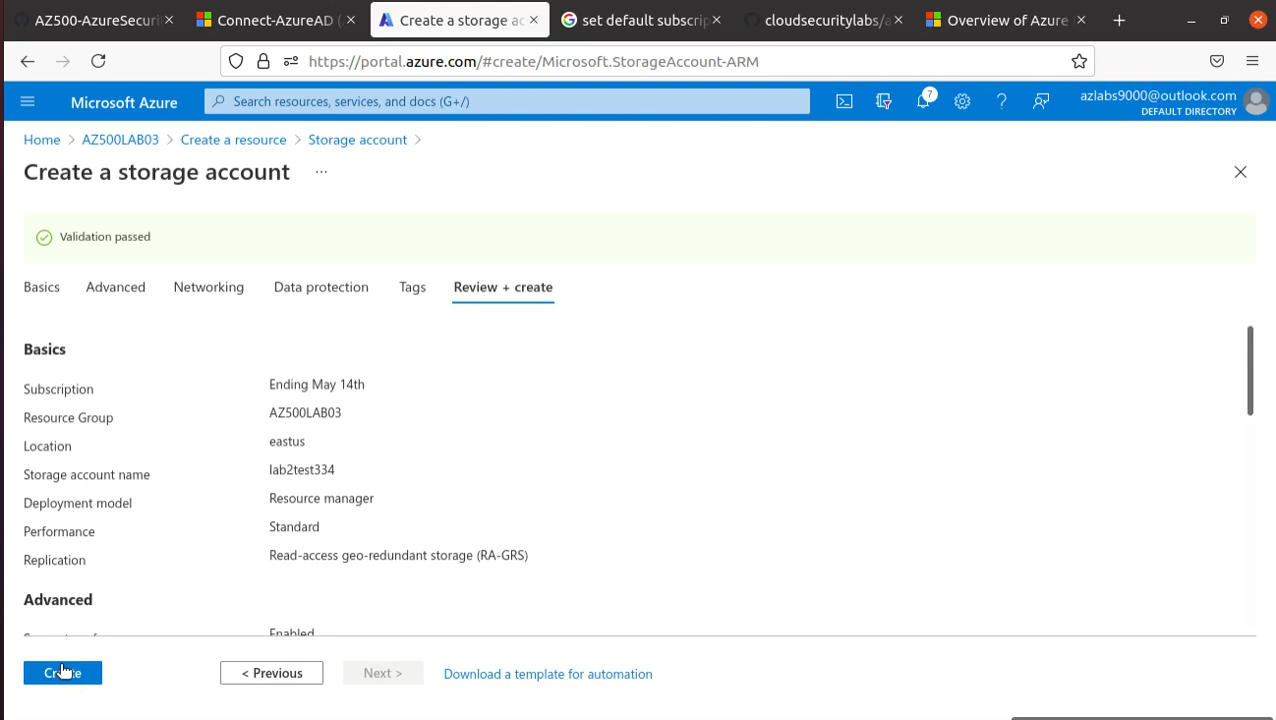 AZ500-AzureSecuri
Connect-AzureAD (
Create a storage ac
set default subscrip
cloudsecuritylabs/a
Overview of Azure
https://portal.azure.com/#create/Microsoft.StorageAccount-ARM
Microsoft Azure
Search resources, services, and docs (G+/)
7
azlabs9000@outlook.com
DEFAULT DIRECTORY
Home > AZ500LAB03 > Create a resource > Storage account >
Create a storage account ...
Validation passed
Basics Advanced Networking Data protection Tags Review + create
Basics
Subscription Ending May 14th
Resource Group AZ500LAB03
Location eastus
Storage account name lab2test334
Deployment model Resource manager
Performance Standard
Replication Read-access geo-redundant storage (RA-GRS)
Advanced
Enabled
Create < Previous Next > Download a template for automation